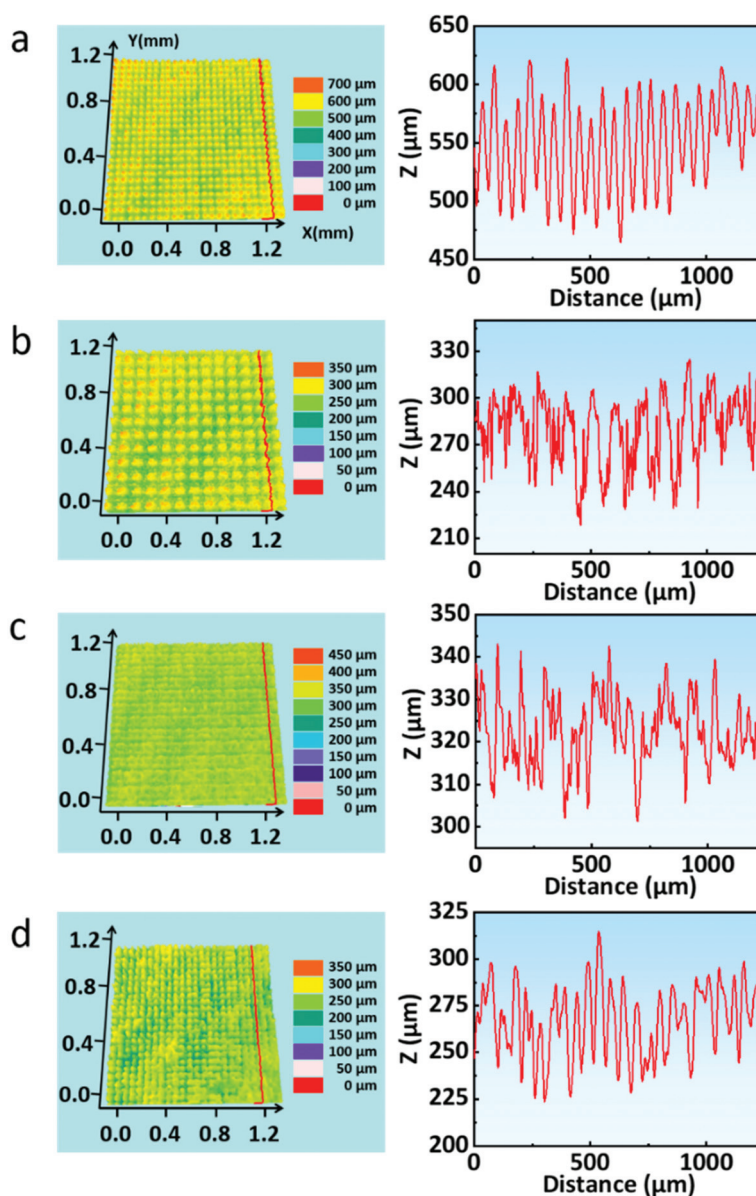 a
Y(mm)
1.2
0.8
0.4
0.0
0.0 0.4 0.8 1.2
X(mm)
700 µm
600 µm
500 µm
400 µm
300 µm
200 µm
100 µm
0 µm
Z (µm)
650
600
550
500
450
0 500 1000
Distance (µm)
b
1.2
0.8
0.4
0.0
0.0 0.4 0.8 1.2
350 µm
300 µm
250 µm
200 µm
150 µm
100 µm
50 µm
0 µm
Z (µm)
330
300
270
240
210
0 500 1000
Distance (µm)
c
1.2
0.8
0.4
0.0
0.0 0.4 0.8 1.2
450 µm
400 µm
350 µm
300 µm
250 µm
200 µm
150 µm
100 µm
50 µm
0 µm
Z (µm)
350
340
330
320
310
300
0 500 1000
Distance (µm)
d
1.2
0.8
0.4
0.0
0.0 0.4 0.8 1.2
350 µm
300 µm
250 µm
200 µm
150 µm
100 µm
50 µm
0 µm
Z (µm)
325
300
275
250
225
200
0 500 1000
Distance (µm)